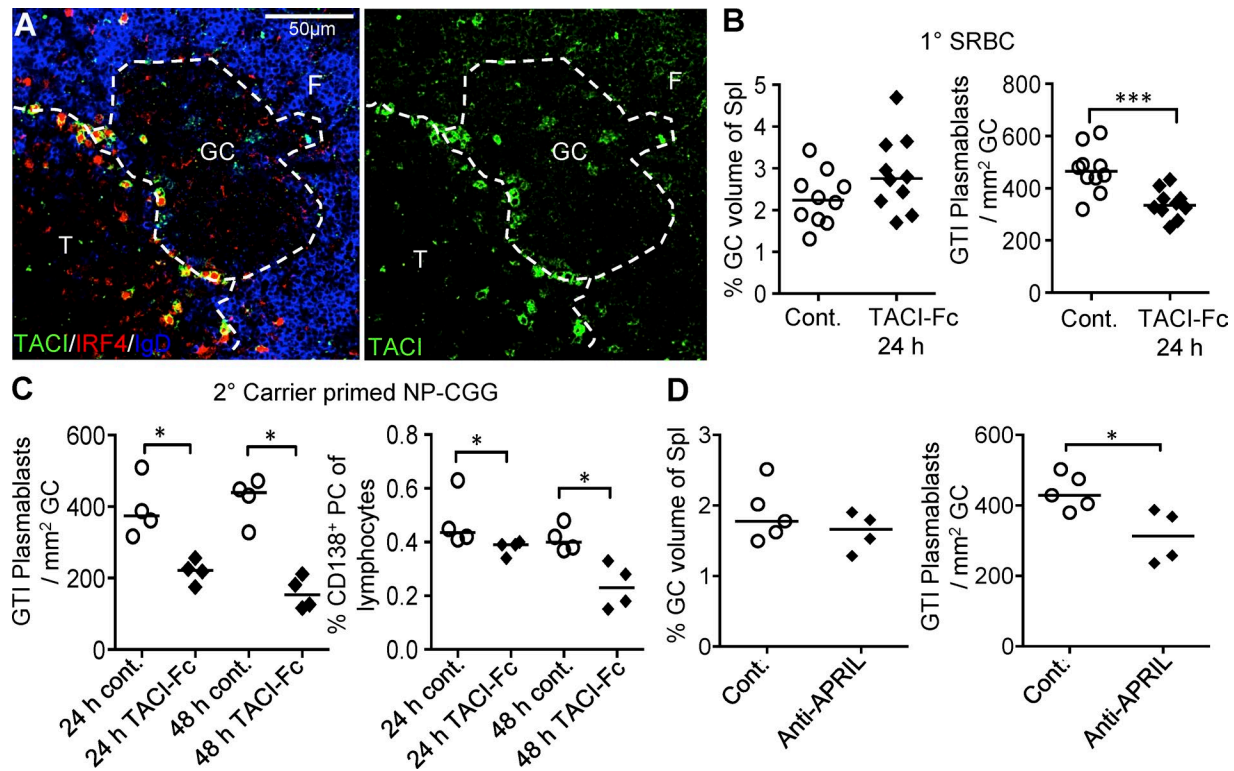 A
50µm
F
GC
T
TACI/IRF4/IgD
F
GC
T
TACI
B
1° SRBC
% GC volume of Spl
5
4
3
2
1
0
Cont.
TACI-Fc
24 h
GTI Plasmablasts
/ mm² GC
800
600
400
200
0
***
Cont.
TACI-Fc
24 h
C
2° Carrier primed NP-CGG
GTI Plasmablasts
/ mm² GC
600
400
200
0
*
*
24 h cont.
24 h TACI-Fc
48 h cont.
48 h TACI-Fc
% CD138⁺ PC of
lymphocytes
0.8
0.6
0.4
0.2
0.0
*
*
24 h cont.
24 h TACI-Fc
48 h cont.
48 h TACI-Fc
D
% GC volume of Spl
3
2
1
0
Cont.
Anti-APRIL
GTI Plasmablasts
/ mm² GC
600
400
200
0
*
Cont.
Anti-APRIL